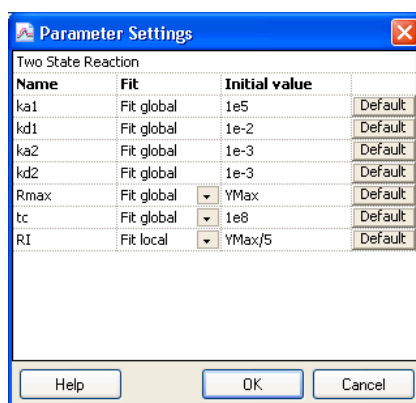 Parameter Settings
Two State Reaction
Name Fit Initial value
ka1 Fit global 1e5 Default
kd1 Fit global 1e-2 Default
ka2 Fit global 1e-3 Default
kd2 Fit global 1e-3 Default
Rmax Fit global YMax Default
tc Fit global 1e8 Default
RI Fit local YMax/5 Default
Help OK Cancel